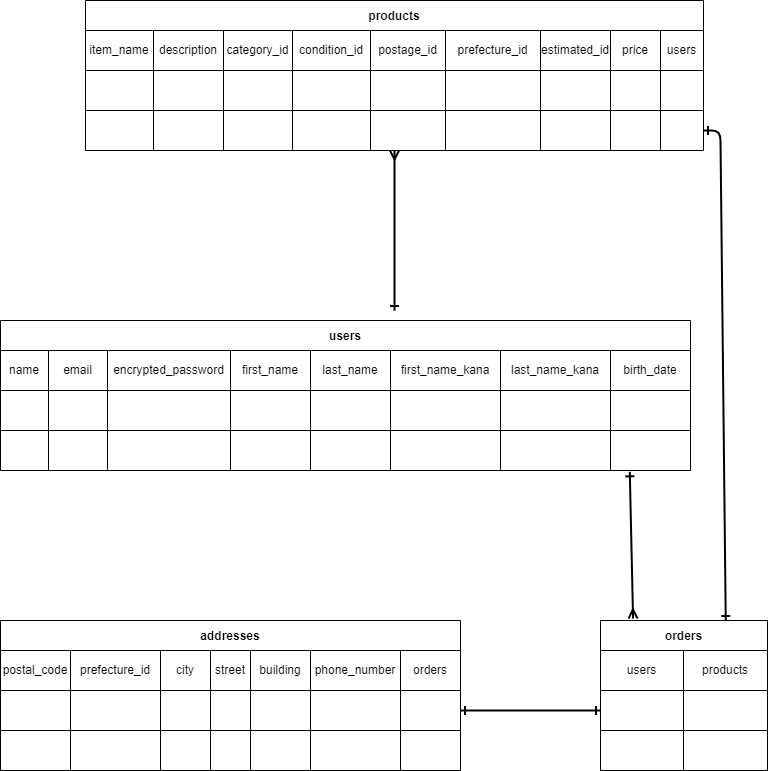 products
item_name description category_id condition_id postage_id prefecture_id estimated_id price users
users
name email encrypted_password first_name last_name first_name_kana last_name_kana birth_date
addresses
postal_code prefecture_id city street building phone_number orders
orders
users products